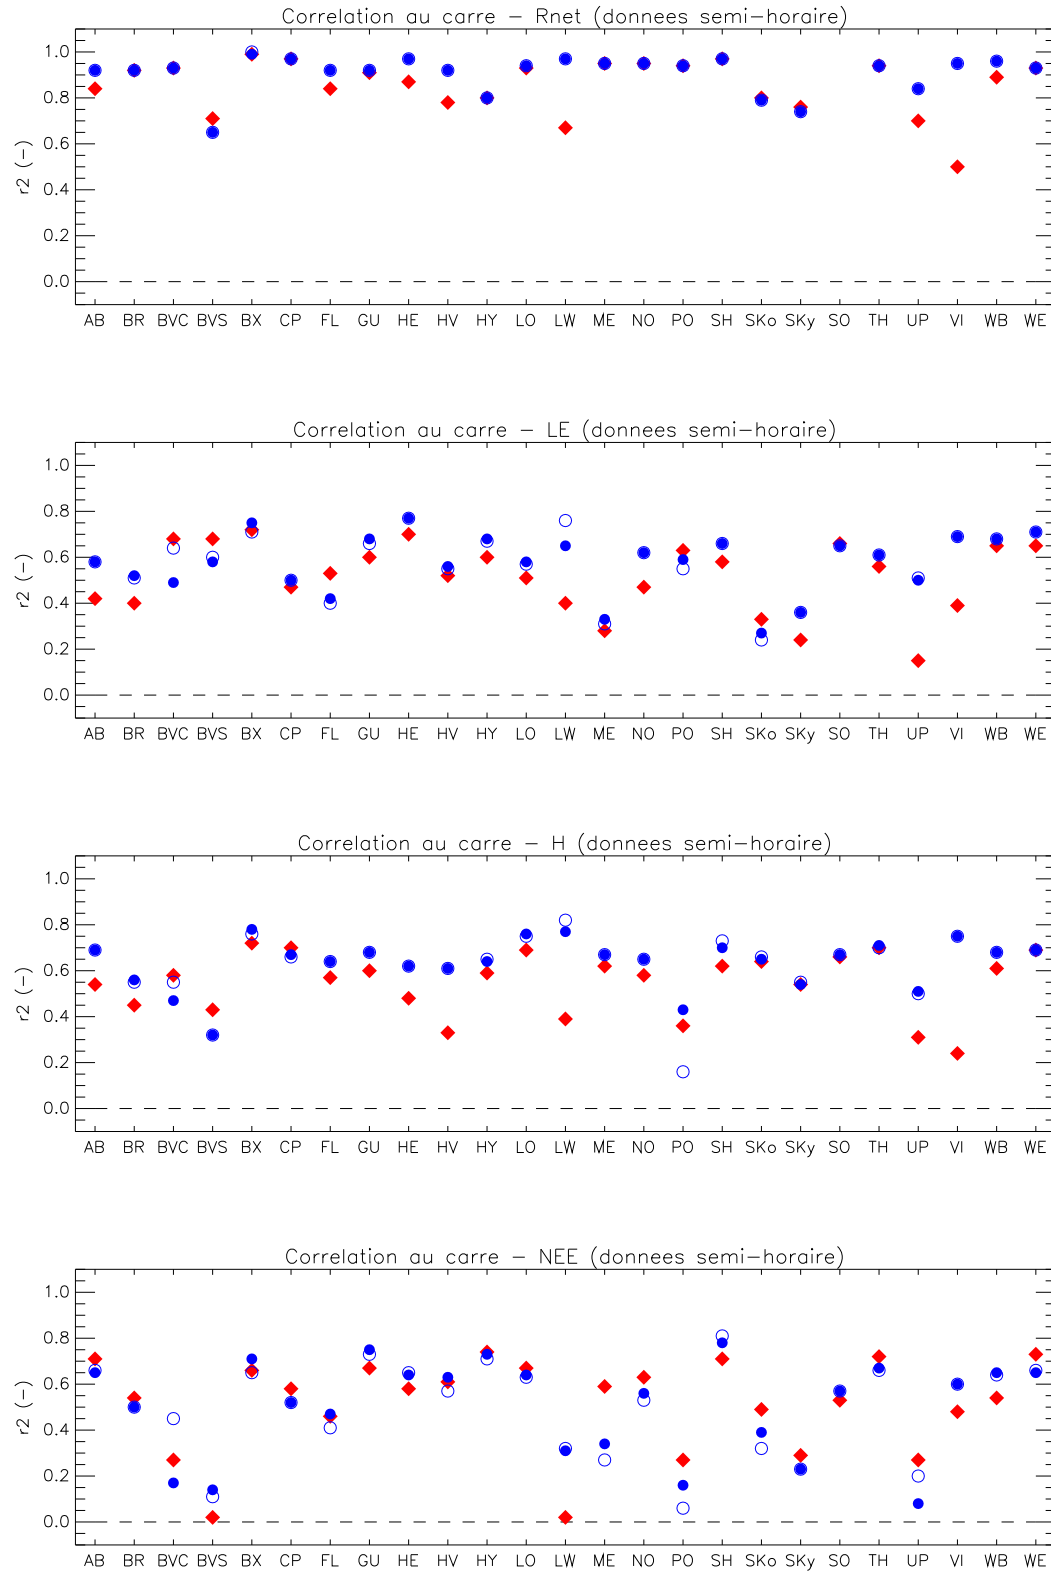 Correlation au carre – Rnet (donnees semi–horaire)
1.0
0.8
0.6
0.4
0.2
0.0
r2 (–)
AB BR BVC BVS BX CP FL GU HE HV HY LO LW ME NO PO SH SKo SKy SO TH UP VI WB WE
Correlation au carre – LE (donnees semi–horaire)
1.0
0.8
0.6
0.4
0.2
0.0
r2 (–)
AB BR BVC BVS BX CP FL GU HE HV HY LO LW ME NO PO SH SKo SKy SO TH UP VI WB WE
Correlation au carre – H (donnees semi–horaire)
1.0
0.8
0.6
0.4
0.2
0.0
r2 (–)
AB BR BVC BVS BX CP FL GU HE HV HY LO LW ME NO PO SH SKo SKy SO TH UP VI WB WE
Correlation au carre – NEE (donnees semi–horaire)
1.0
0.8
0.6
0.4
0.2
0.0
r2 (–)
AB BR BVC BVS BX CP FL GU HE HV HY LO LW ME NO PO SH SKo SKy SO TH UP VI WB WE